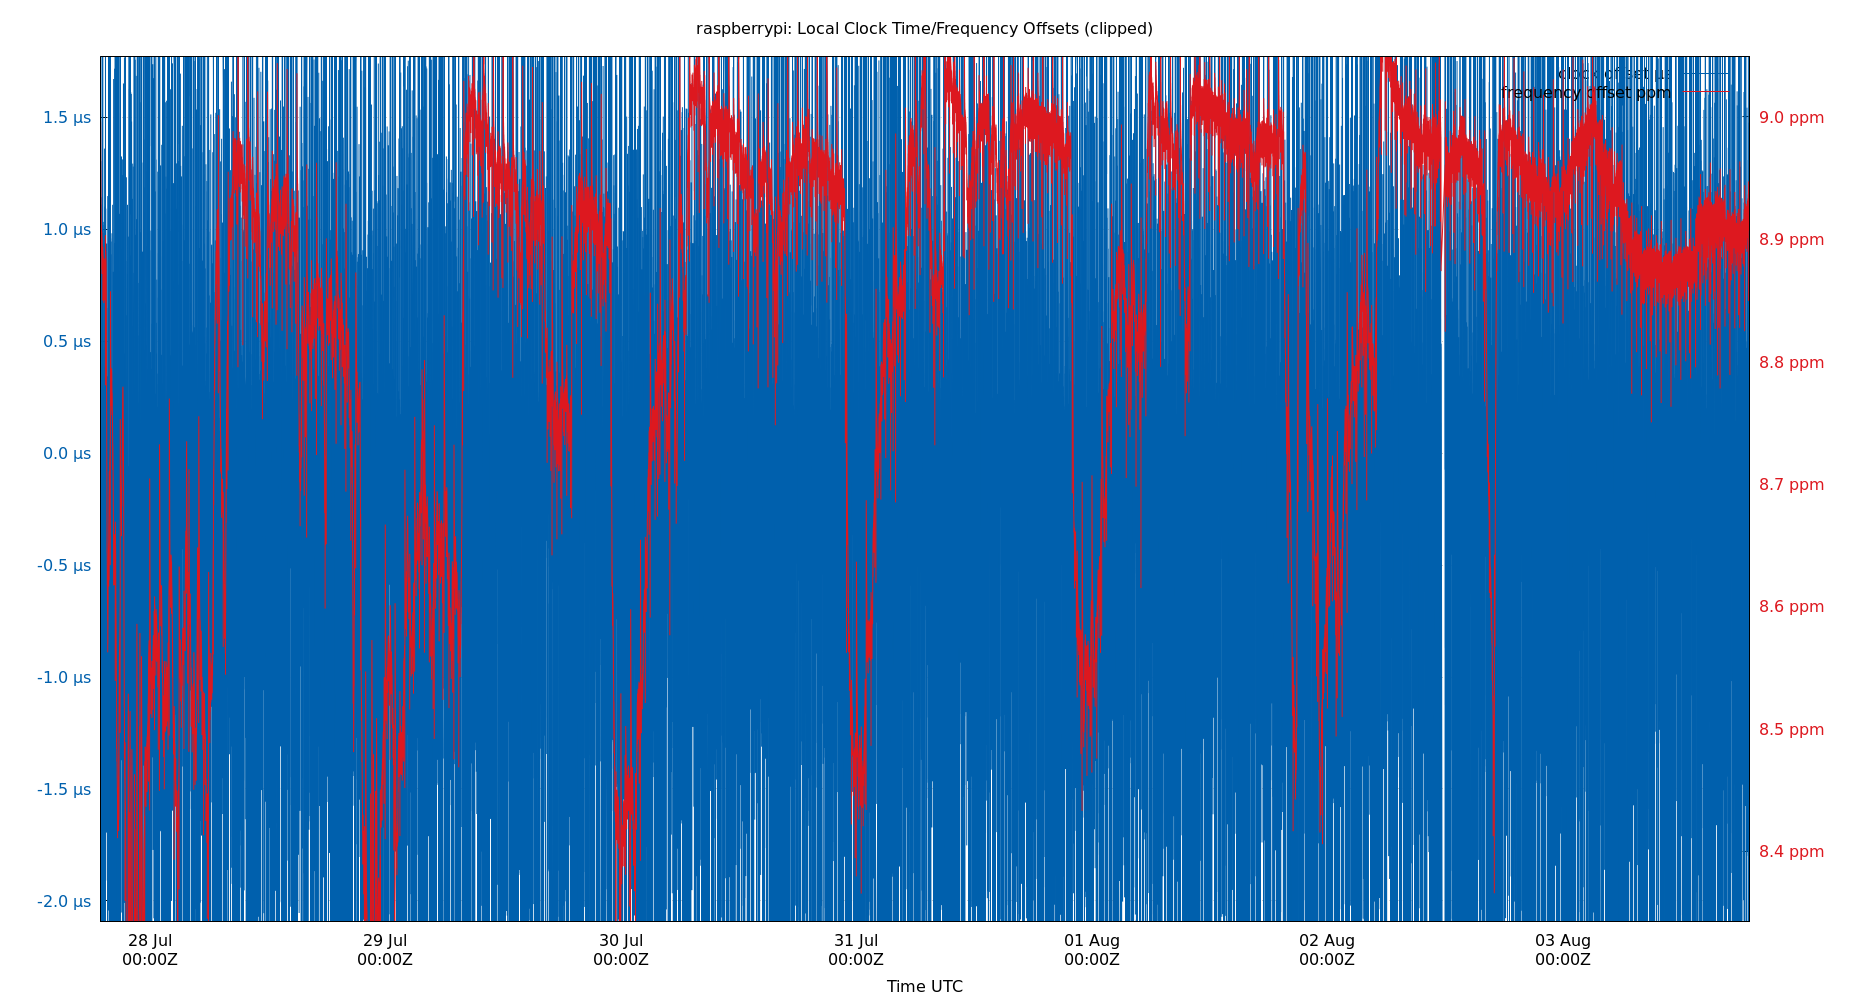 raspberrypi: Local Clock Time/Frequency Offsets (clipped)
clock offset µs
frequency offset ppm
1.5 µs
1.0 µs
0.5 µs
0.0 µs
-0.5 µs
-1.0 µs
-1.5 µs
-2.0 µs
9.0 ppm
8.9 ppm
8.8 ppm
8.7 ppm
8.6 ppm
8.5 ppm
8.4 ppm
28 Jul
00:00Z
29 Jul
00:00Z
30 Jul
00:00Z
31 Jul
00:00Z
01 Aug
00:00Z
02 Aug
00:00Z
03 Aug
00:00Z
Time UTC